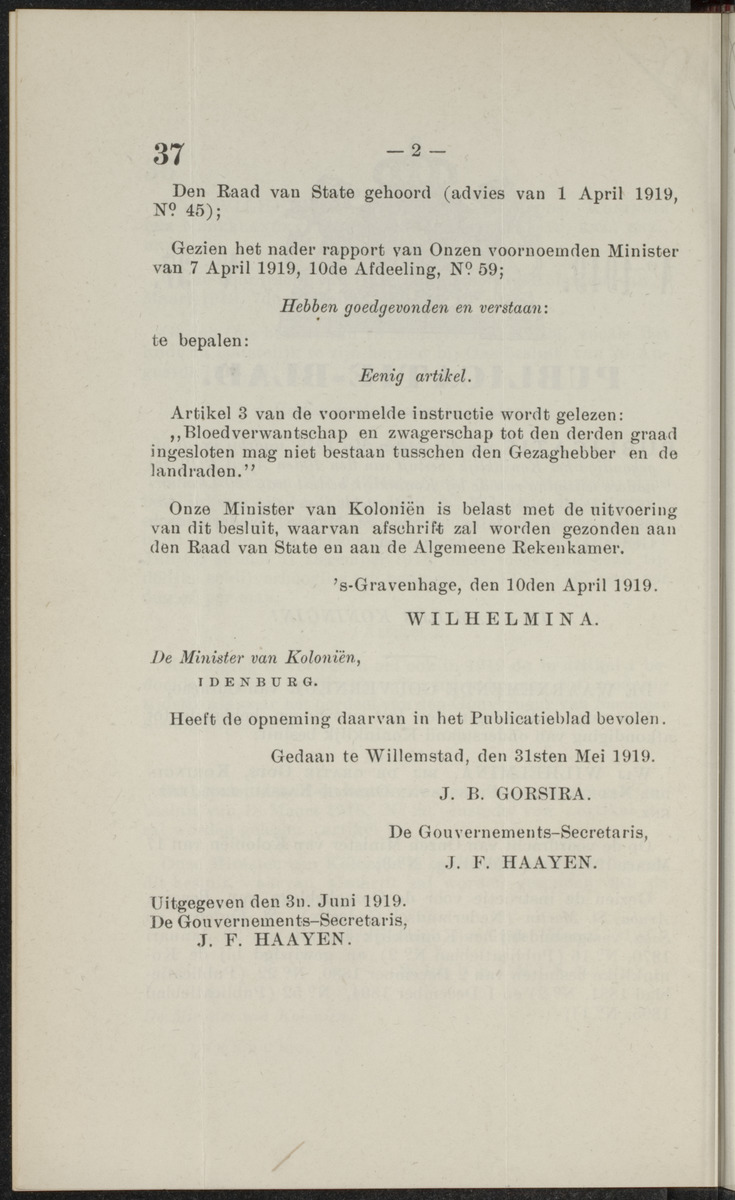 37 — 2 —
Den Raad van State gehoord (advies van 1 April 1919,
Nº 45);
Gezien het nader rapport van Onzen voornoemden Minister
van 7 April 1919, 10de Afdeeling, Nº 59;
Hebben goedgevonden en verstaan:
te bepalen:
Eenig artikel.
Artikel 3 van de voormelde instructie wordt gelezen:
,,Bloedverwantschap en zwagerschap tot den derden graad
ingesloten mag niet bestaan tusschen den Gezaghebber en de
landraden.’’
Onze Minister van Koloniën is belast met de uitvoering
van dit besluit, waarvan afschrift zal worden gezonden aan
den Raad van State en aan de Algemeene Rekenkamer.
’s-Gravenhage, den 10den April 1919.
WILHELMINA.
De Minister van Koloniën,
IDENBURG.
Heeft de opneming daarvan in het Publicatieblad bevolen.
Gedaan te Willemstad, den 31sten Mei 1919.
J. B. GORSIRA.
De Gouvernements–Secretaris,
J. F. HAAYEN.
Uitgegeven den 3n. Juni 1919.
De Gouvernements–Secretaris,
J. F. HAAYEN.